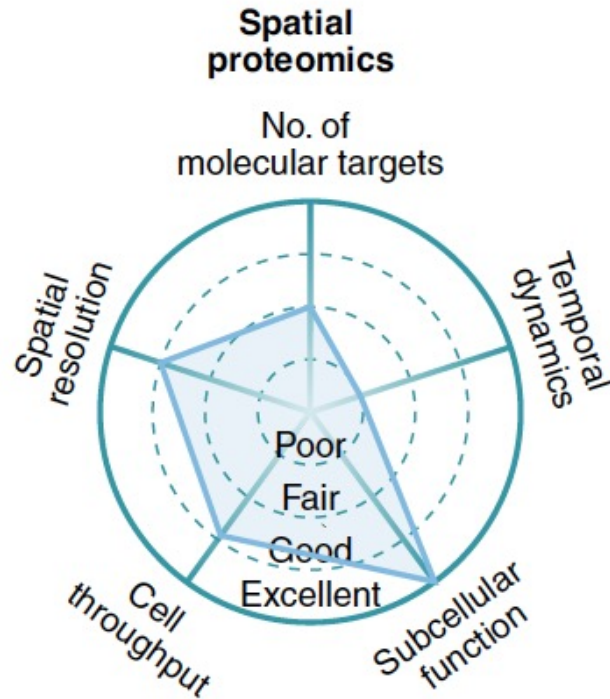 Spatial
proteomics
No. of
molecular targets
Temporal
dynamics
Spatial
resolution
Poor
Fair
Good
Excellent
Cell
throughput
Subcellular
function